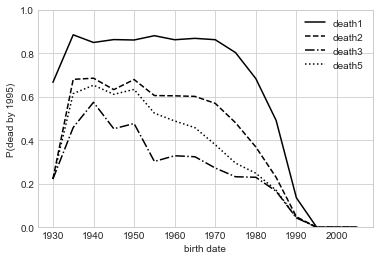 1.0
0.8
0.6
0.4
0.2
0.0
P(dead by 1995)
death1
death2
death3
death5
1930 1940 1950 1960 1970 1980 1990 2000
birth date